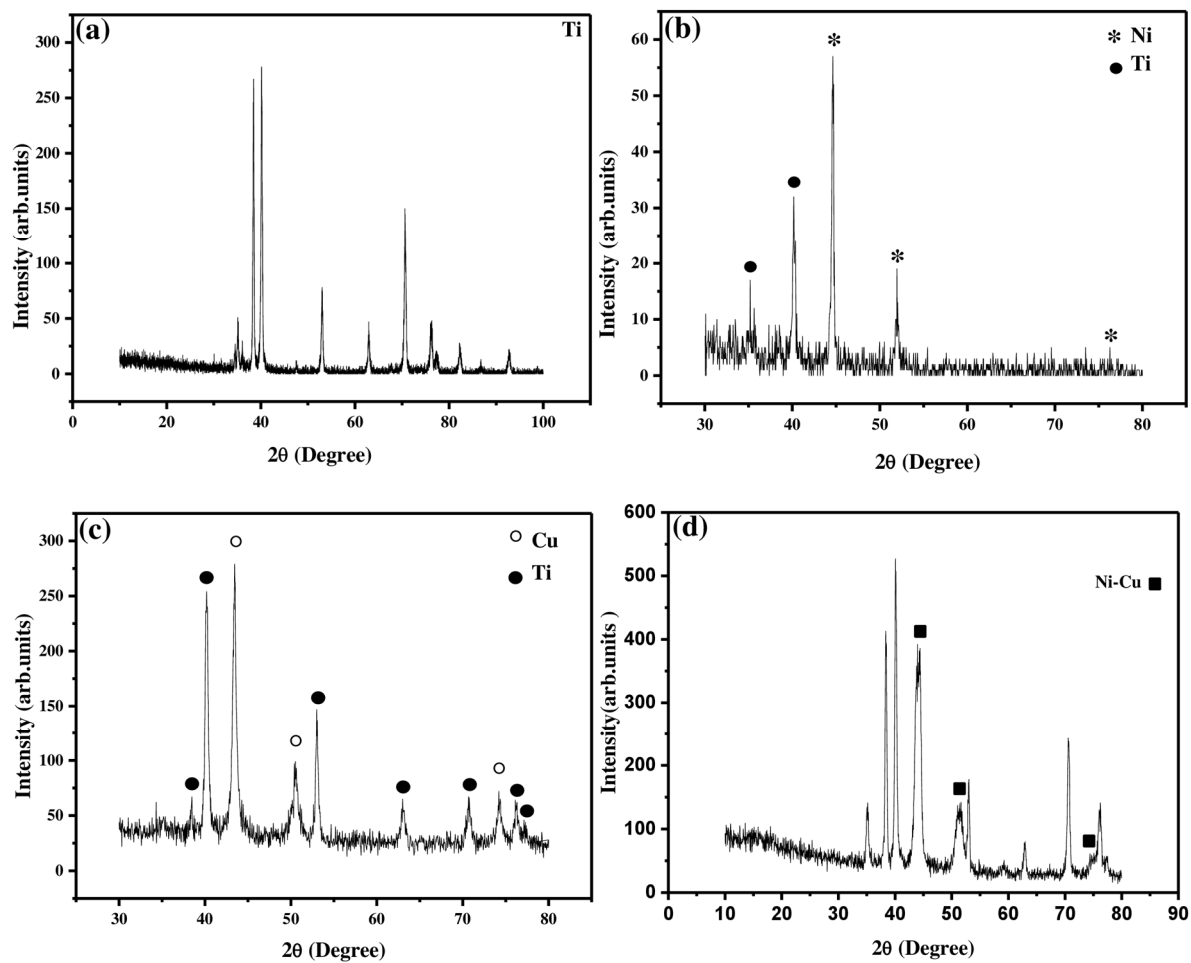 (a)
Ti
300
250
200
150
100
50
0
0 20 40 60 80 100
Intensity (arb.units)
2θ (Degree)
(b)
* Ni
● Ti
60
50
40
30
20
10
0
30 40 50 60 70 80
Intensity (arb.units)
2θ (Degree)
(c)
○ Cu
● Ti
300
250
200
150
100
50
0
30 40 50 60 70 80
Intensity (arb.units)
2θ (Degree)
(d)
Ni-Cu ■
600
500
400
300
200
100
0
0 10 20 30 40 50 60 70 80 90
Intensity(arb.units )
2θ (Degree)